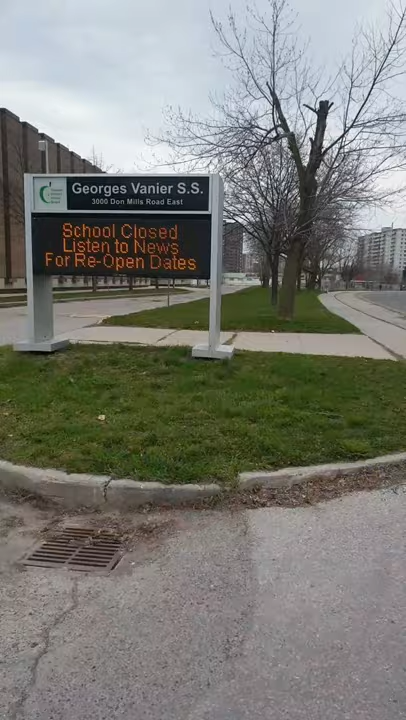 Georges Vanier S.S.
3000 Don Mills Road East
School Closed
Listen to News
For Re-Open Dates